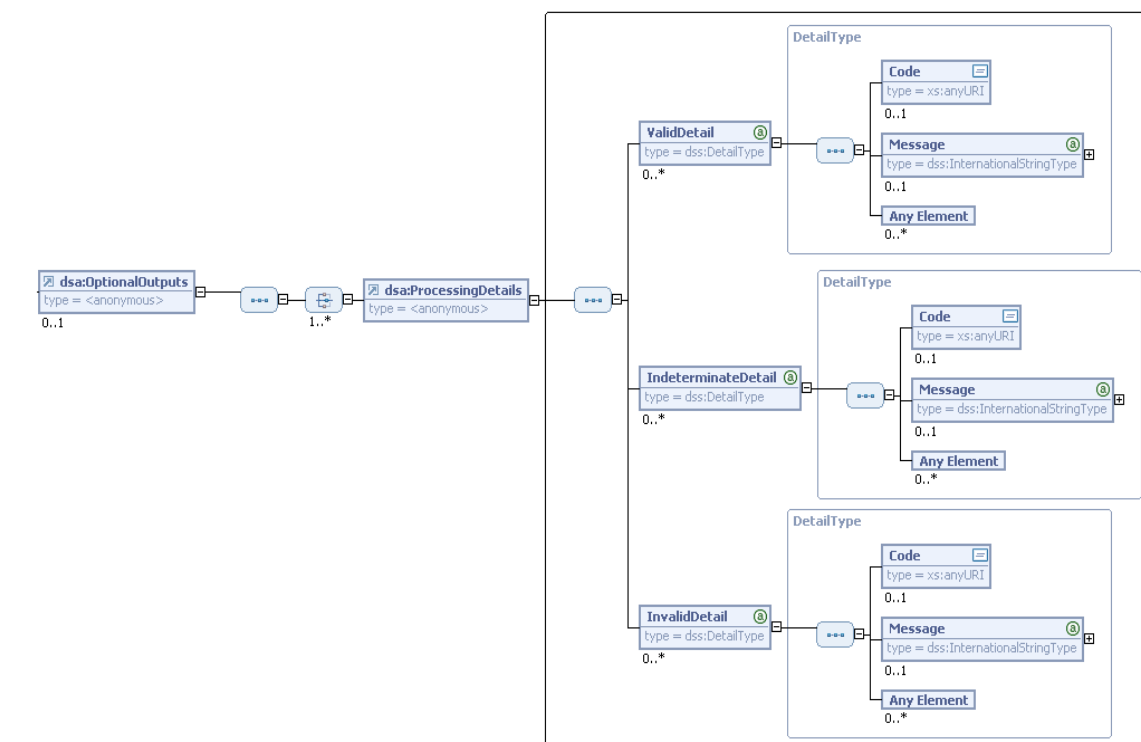 DetailType
Code
type = xs:anyURI
0..1
ValidDetail
type = dss:DetailType
0..*
Message
type = dss:InternationalStringType
0..1
Any Element
0..*
dsa:OptionalOutputs
type = <anonymous>
0..1
1..*
dsa:ProcessingDetails
type = <anonymous>
DetailType
Code
type = xs:anyURI
0..1
IndeterminateDetail
type = dss:DetailType
0..*
Message
type = dss:InternationalStringType
0..1
Any Element
0..*
DetailType
Code
type = xs:anyURI
0..1
InvalidDetail
type = dss:DetailType
0..*
Message
type = dss:InternationalStringType
0..1
Any Element
0..*